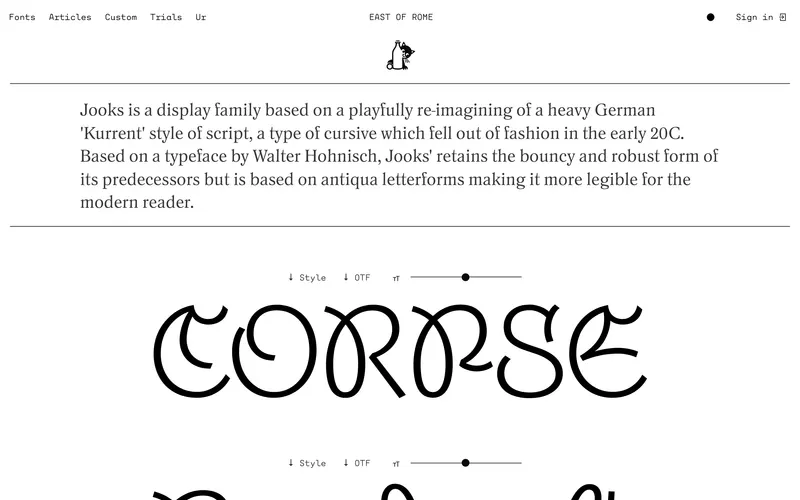 Fonts Articles Custom Trials Ur EAST OF ROME Sign in
Jooks is a display family based on a playfully re-imagining of a heavy German
'Kurrent' style of script, a type of cursive which fell out of fashion in the early 20C.
Based on a typeface by Walter Hohnisch, Jooks' retains the bouncy and robust form of
its predecessors but is based on antiqua letterforms making it more legible for the
modern reader.
↓ Style ↓ OTF TT
CORPSE
↓ Style ↓ OTF TT